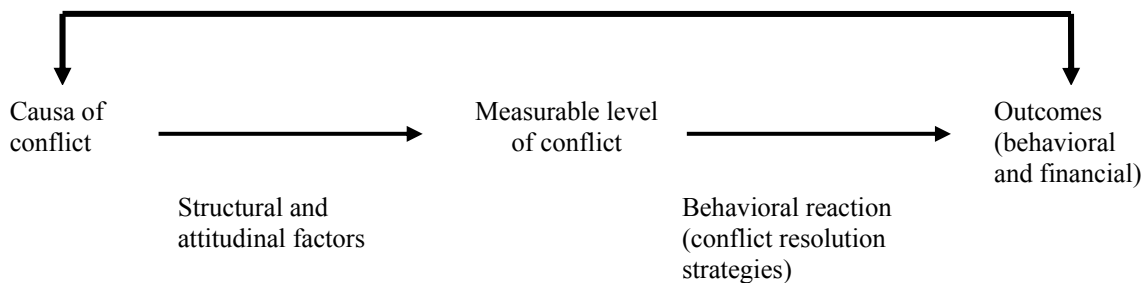 Causa of
conflict
Measurable level
of conflict
Outcomes
(behavioral
and financial)
Structural and
attitudinal factors
Behavioral reaction
(conflict resolution
strategies)